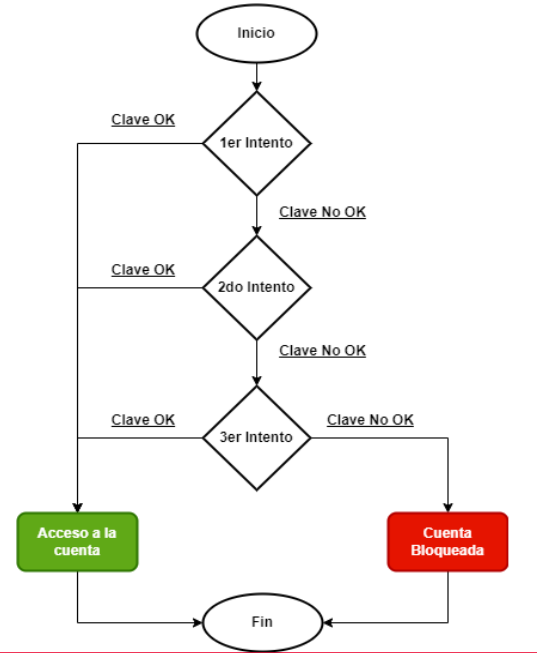 Inicio
Clave OK
1er Intento
Clave No OK
Clave OK
2do Intento
Clave No OK
Clave OK
3er Intento
Clave No OK
Acceso a la
cuenta
Cuenta
Bloqueada
Fin